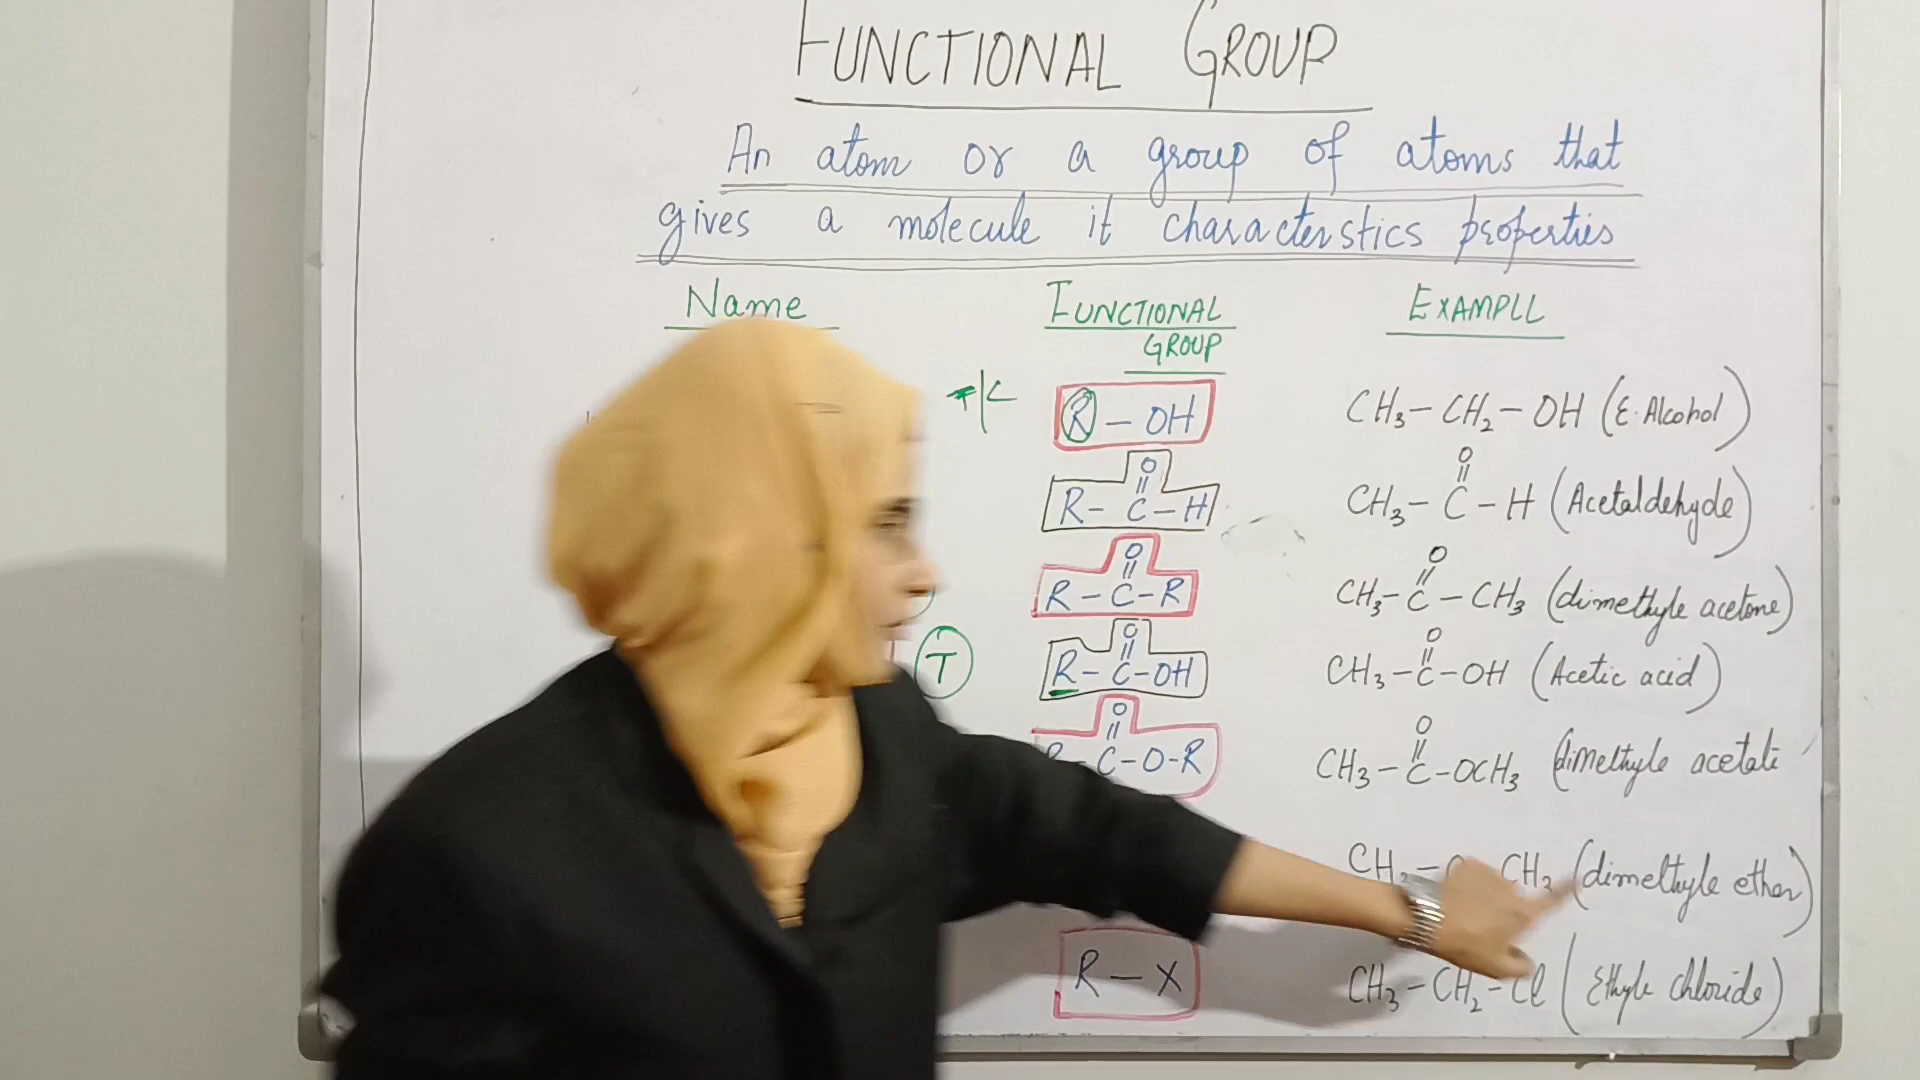 FUNCTIONAL GROUP
An atom or a group of atoms that
gives a molecule it characterstics properties
Name FUNCTIONAL GROUP EXAMPLL
R - OH CH3 - CH2 - OH (E.Alcohol)
O O
R - C - H CH3 - C - H (Acetaldehyde)
O O
R - C - R CH3 - C - CH3 (dimethyle acetone)
T
O O
R - C - OH CH3 - C - OH (Acetic acid)
O O
C - O - R CH3 - C - OCH3 (dimethyle acetate
(dimethyle ether)
R - X CH3 - CH2 - Cl (Ethyle chloride)